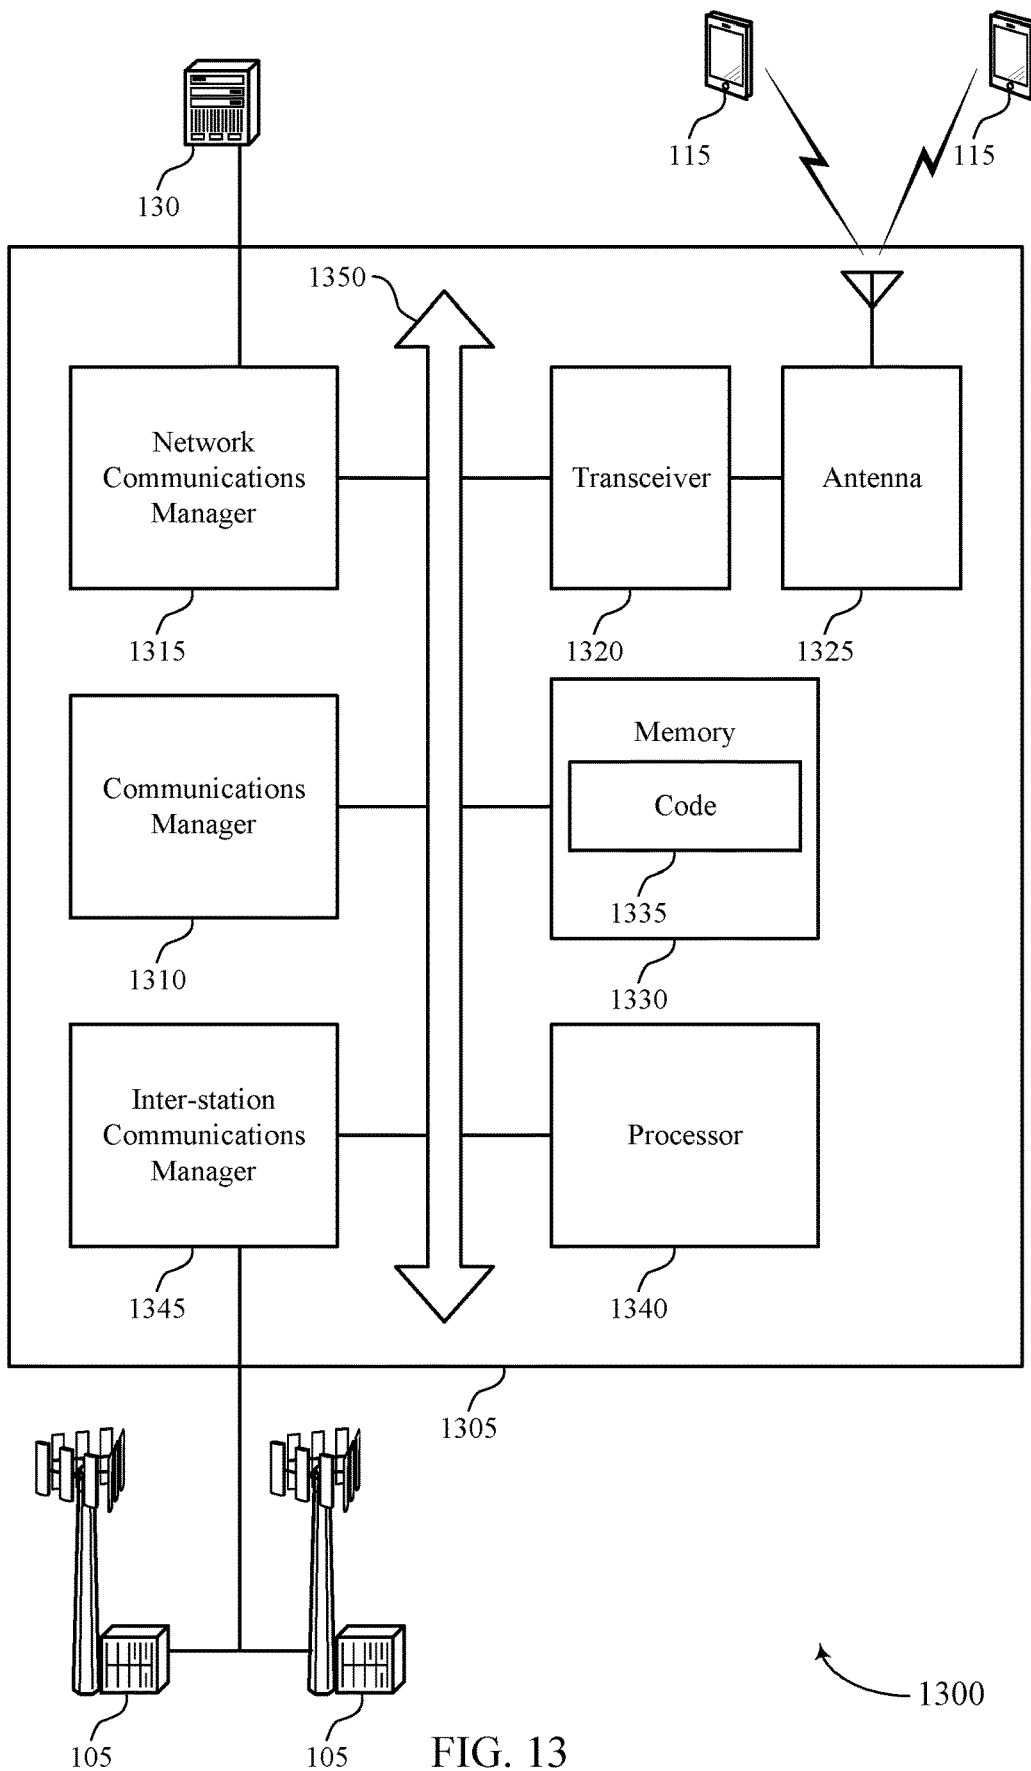 130
115
115
1350
Network
Communications
Manager
Transceiver
Antenna
1315
1320
1325
Communications
Manager
Memory
Code
1335
1310
1330
Inter-station
Communications
Manager
Processor
1345
1340
1305
105
105
1300
FIG. 13